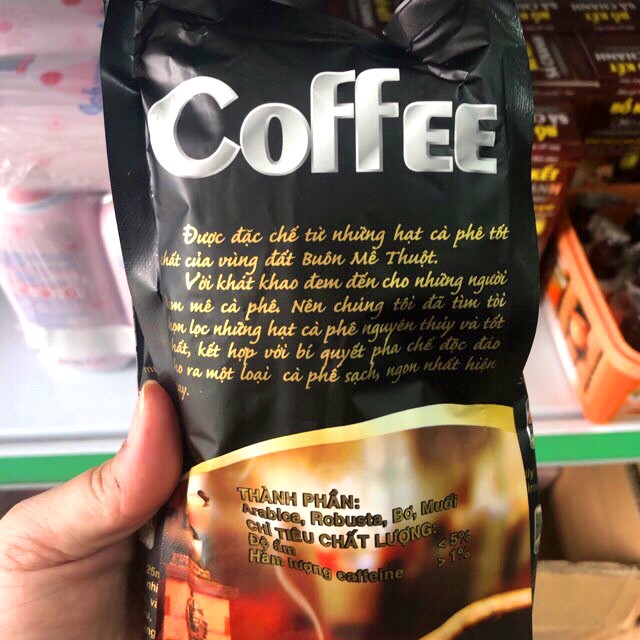 COFFEE
Được đặc chế từ những hạt cà phê tốt
của vùng đất Buôn Mê Thuột.
Với khát khao đem đến cho những người
mê cà phê. Nên chúng tôi đã tìm tòi
lọc những hạt cà phê nguyên thủy và tốt
kết hợp với bí quyết pha chế độc đáo
ra một loại cà phê sạch, ngon nhất hiện
THÀNH PHẦN:
Arabica, Robusta, Bơ, Muối
CHỈ TIÊU CHẤT LƯỢNG:
Độ ẩm < 5%
Hàm lượng caffeine > 1%